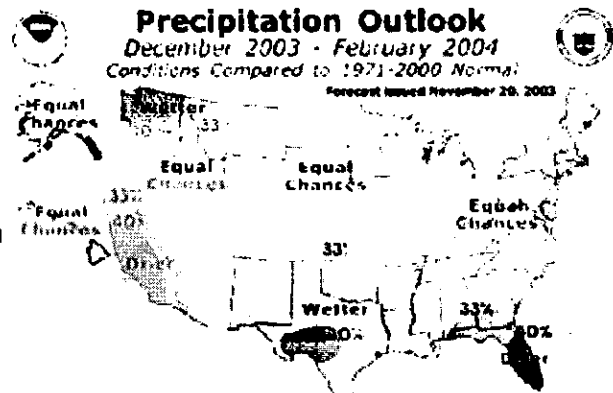 Precipitation Outlook
December 2003 - February 2004
Conditions Compared to 1971-2000 Normal
Forecast Issued November 20, 2003
Equal
Chances
Wetter
33
Equal
Chances
Equal
Chances
33%
Equal
Chances
40%
Equal
Chances
Drier
33%
Wetter
40%
33%
40%
Drier